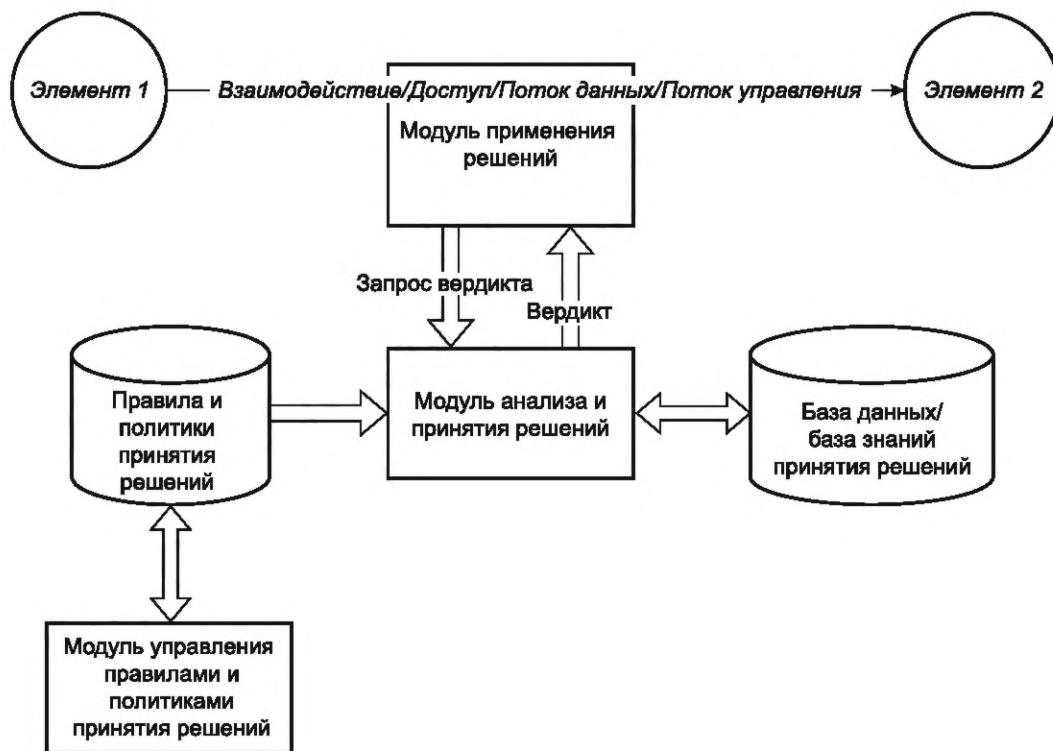 Элемент 1
Взаимодействие/Доступ/Поток данных/Поток управления
Элемент 2
Модуль применения
решений
Запрос вердикта
Вердикт
Правила и
политики
принятия
решений
Модуль анализа и
принятия решений
База данных/
база знаний
принятия решений
Модуль управления
правилами и
политиками
принятия решений